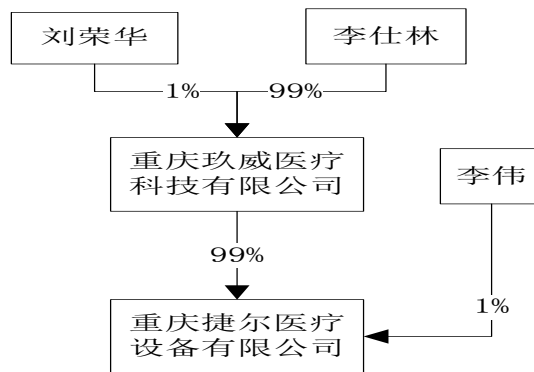 刘荣华
李仕林
1%
99%
重庆玖威医疗
科技有限公司
李伟
99%
1%
重庆捷尔医疗
设备有限公司